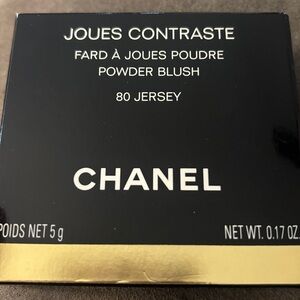 JOUES CONTRASTE
FARD À JOUES POUDRE
POWDER BLUSH
80 JERSEY
CHANEL
POIDS NET 5 g NET WT. 0.17 OZ.